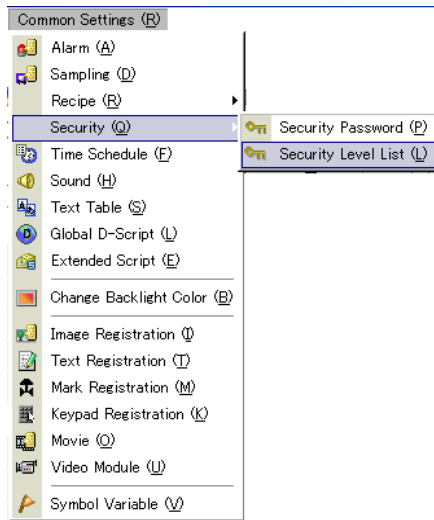 Common Settings (R)
Alarm (A)
Sampling (D)
Recipe (R)
Security (Q)
Security Password (P)
Security Level List (L)
Time Schedule (F)
Sound (H)
Text Table (S)
Global D-Script (L)
Extended Script (E)
Change Backlight Color (B)
Image Registration (I)
Text Registration (T)
Mark Registration (M)
Keypad Registration (K)
Movie (O)
Video Module (U)
Symbol Variable (V)